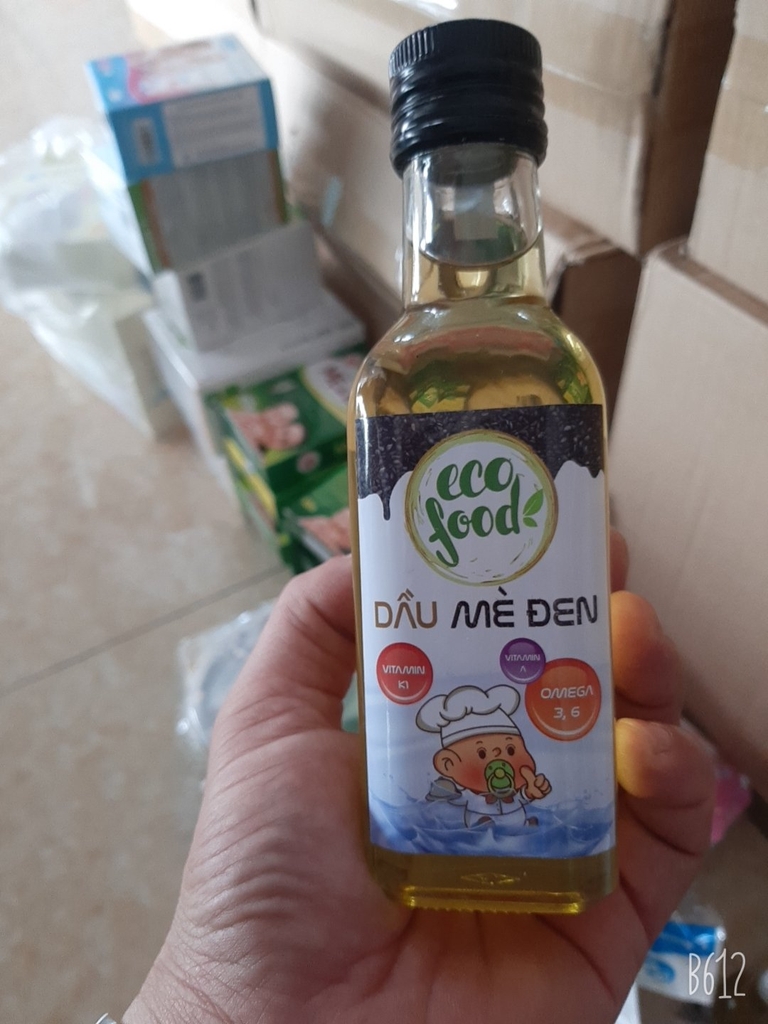 eco
food
DẦU MÈ ĐEN
VITAMIN
K1
VITAMIN
A
OMEGA
3, 6
B612